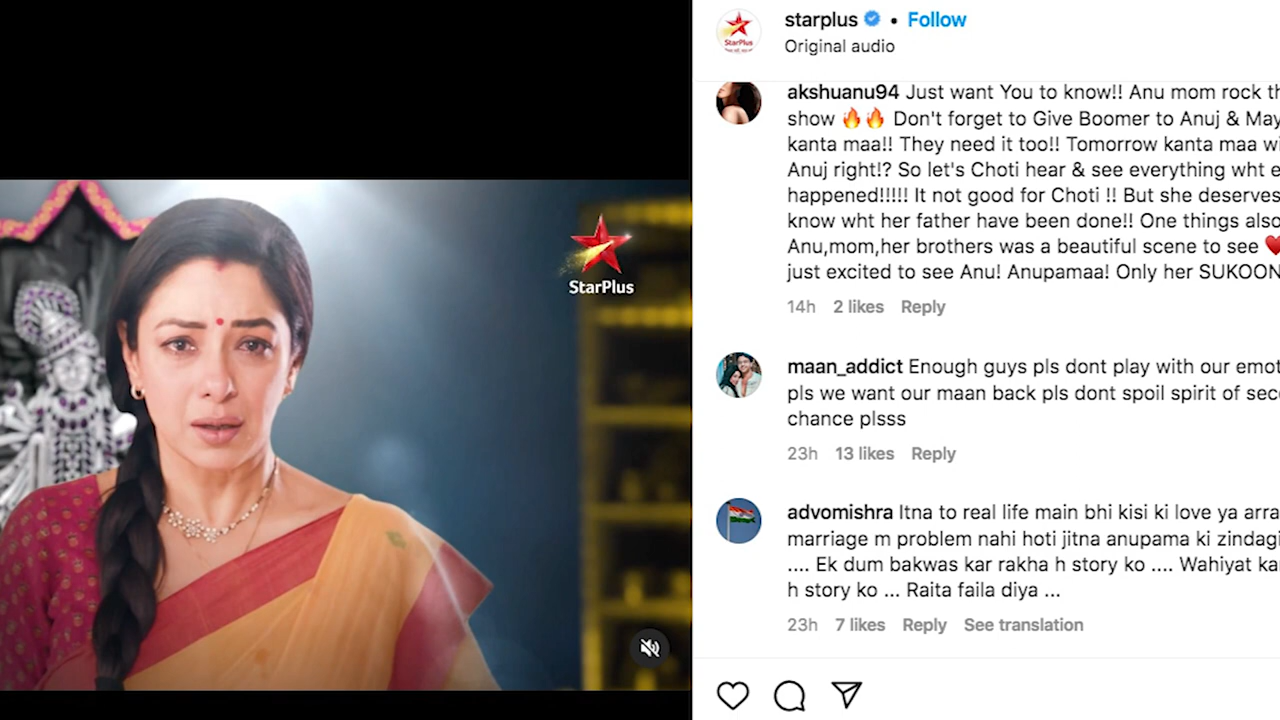 StarPlus
starplus • Follow
StarPlus
Original audio
akshuanu94 Just want You to know!! Anu mom rock th
show 🔥🔥 Don't forget to Give Boomer to Anuj & May
kanta maa!! They need it too!! Tomorrow kanta maa wi
Anuj right!? So let's Choti hear & see everything wht e
happened!!!!! It not good for Choti !! But she deserves
know wht her father have been done!! One things also
Anu,mom,her brothers was a beautiful scene to see ❤️
just excited to see Anu! Anupamaa! Only her SUKOON
14h 2 likes Reply
maan_addict Enough guys pls dont play with our emot
pls we want our maan back pls dont spoil spirit of seco
chance plsss
23h 13 likes Reply
advomishra Itna to real life main bhi kisi ki love ya arra
marriage m problem nahi hoti jitna anupama ki zindagi
.... Ek dum bakwas kar rakha h story ko .... Wahiyat ka
h story ko ... Raita faila diya ...
23h 7 likes Reply See translation